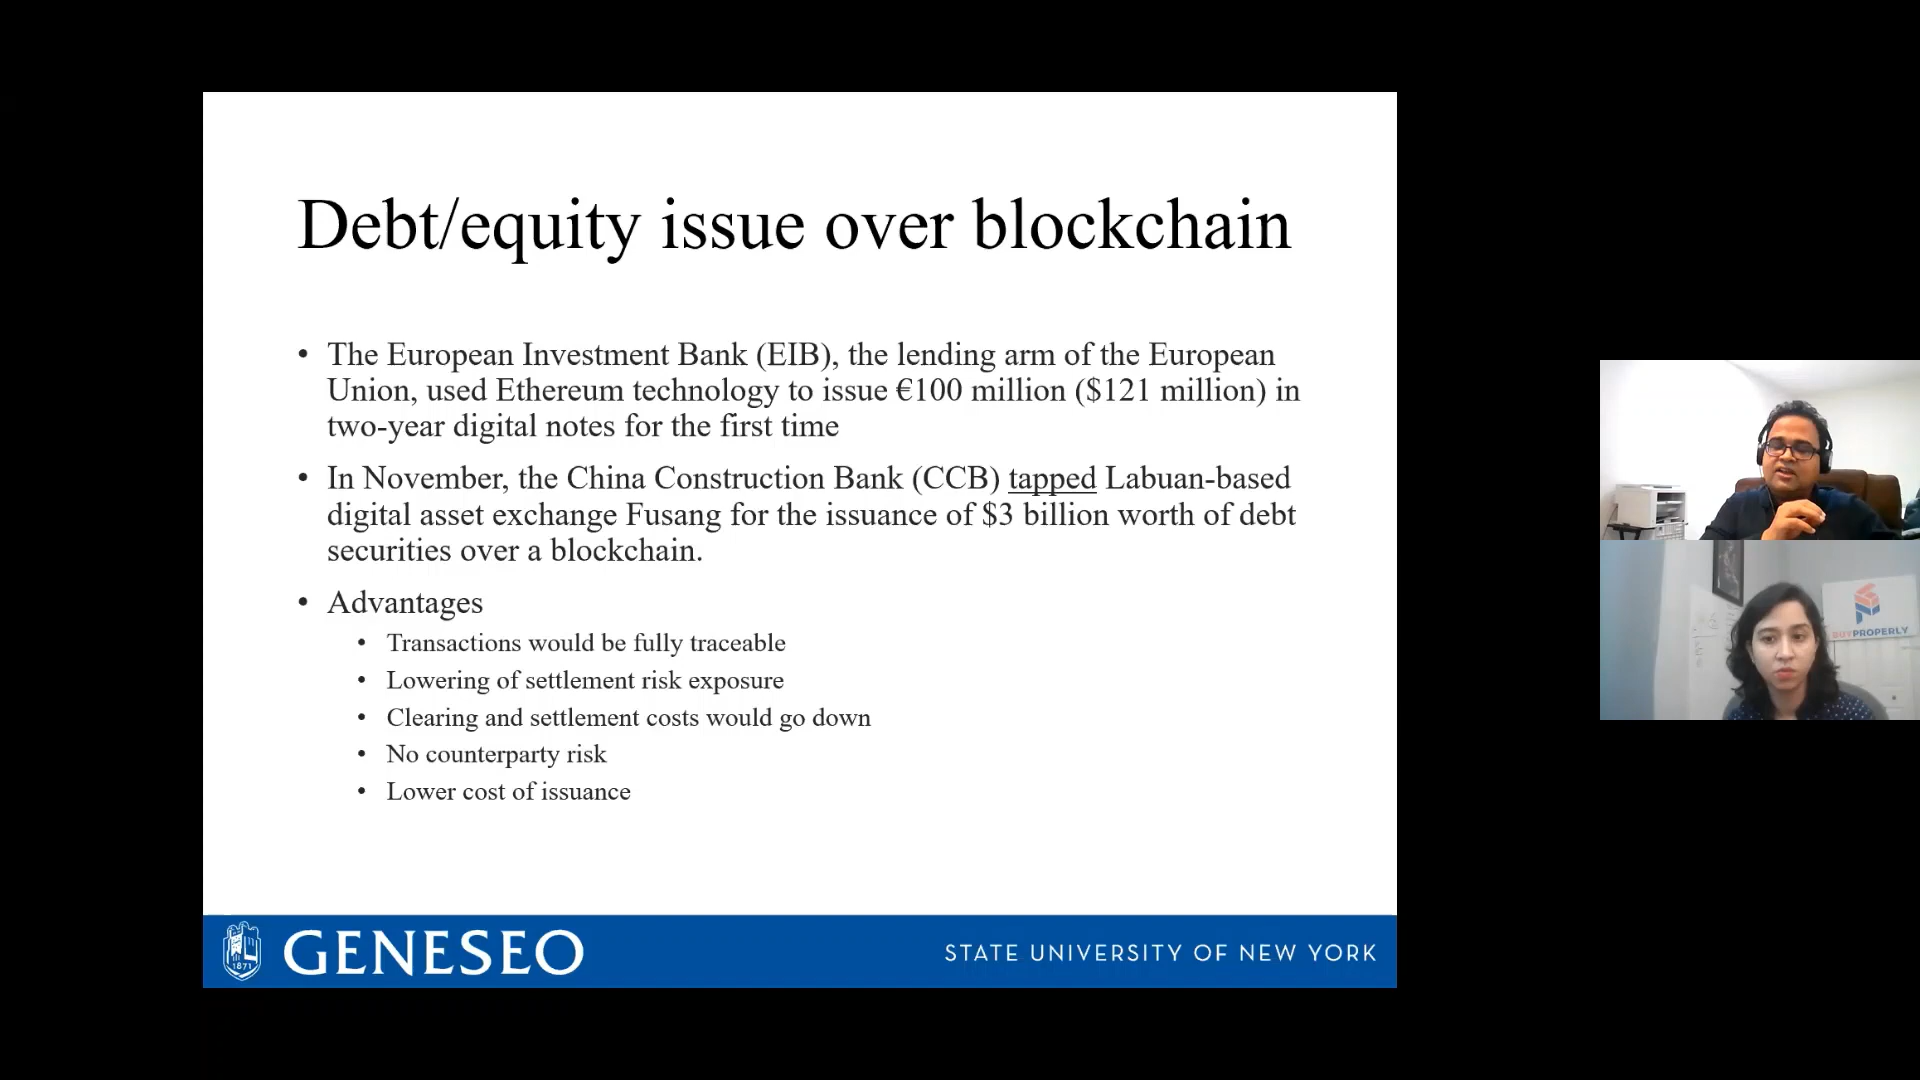 Debt/equity issue over blockchain
• The European Investment Bank (EIB), the lending arm of the European
Union, used Ethereum technology to issue €100 million ($121 million) in
two-year digital notes for the first time
• In November, the China Construction Bank (CCB) tapped Labuan-based
digital asset exchange Fusang for the issuance of $3 billion worth of debt
securities over a blockchain.
• Advantages
• Transactions would be fully traceable
• Lowering of settlement risk exposure
• Clearing and settlement costs would go down
• No counterparty risk
• Lower cost of issuance
1871
GENESEO
STATE UNIVERSITY OF NEW YORK
BUYPROPERLY